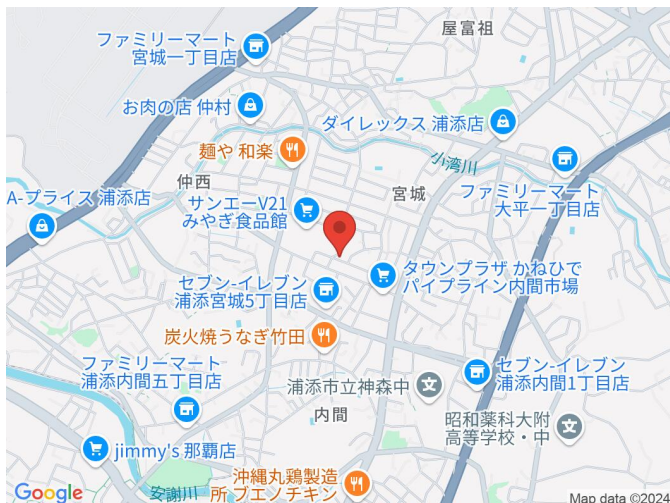 屋富祖
ファミリーマート
宮城一丁目店
お肉の店 仲村
ダイレックス 浦添店
麺や 和楽
小湾川
仲西
宮城
ファミリーマート
大平一丁目店
A-プライス 浦添店
サンエーV21
みやぎ食品館
タウンプラザ かねひで
パイプライン内間市場
セブン-イレブン
浦添宮城5丁目店
炭火焼うなぎ竹田
ファミリーマート
浦添内間五丁目店
セブン-イレブン
浦添内間1丁目店
浦添市立神森中
内間
昭和薬科大附
高等学校・中
jimmy's 那覇店
沖縄丸鶏製造
所 ブエノチキン
安謝川
Google
Map data ©2024